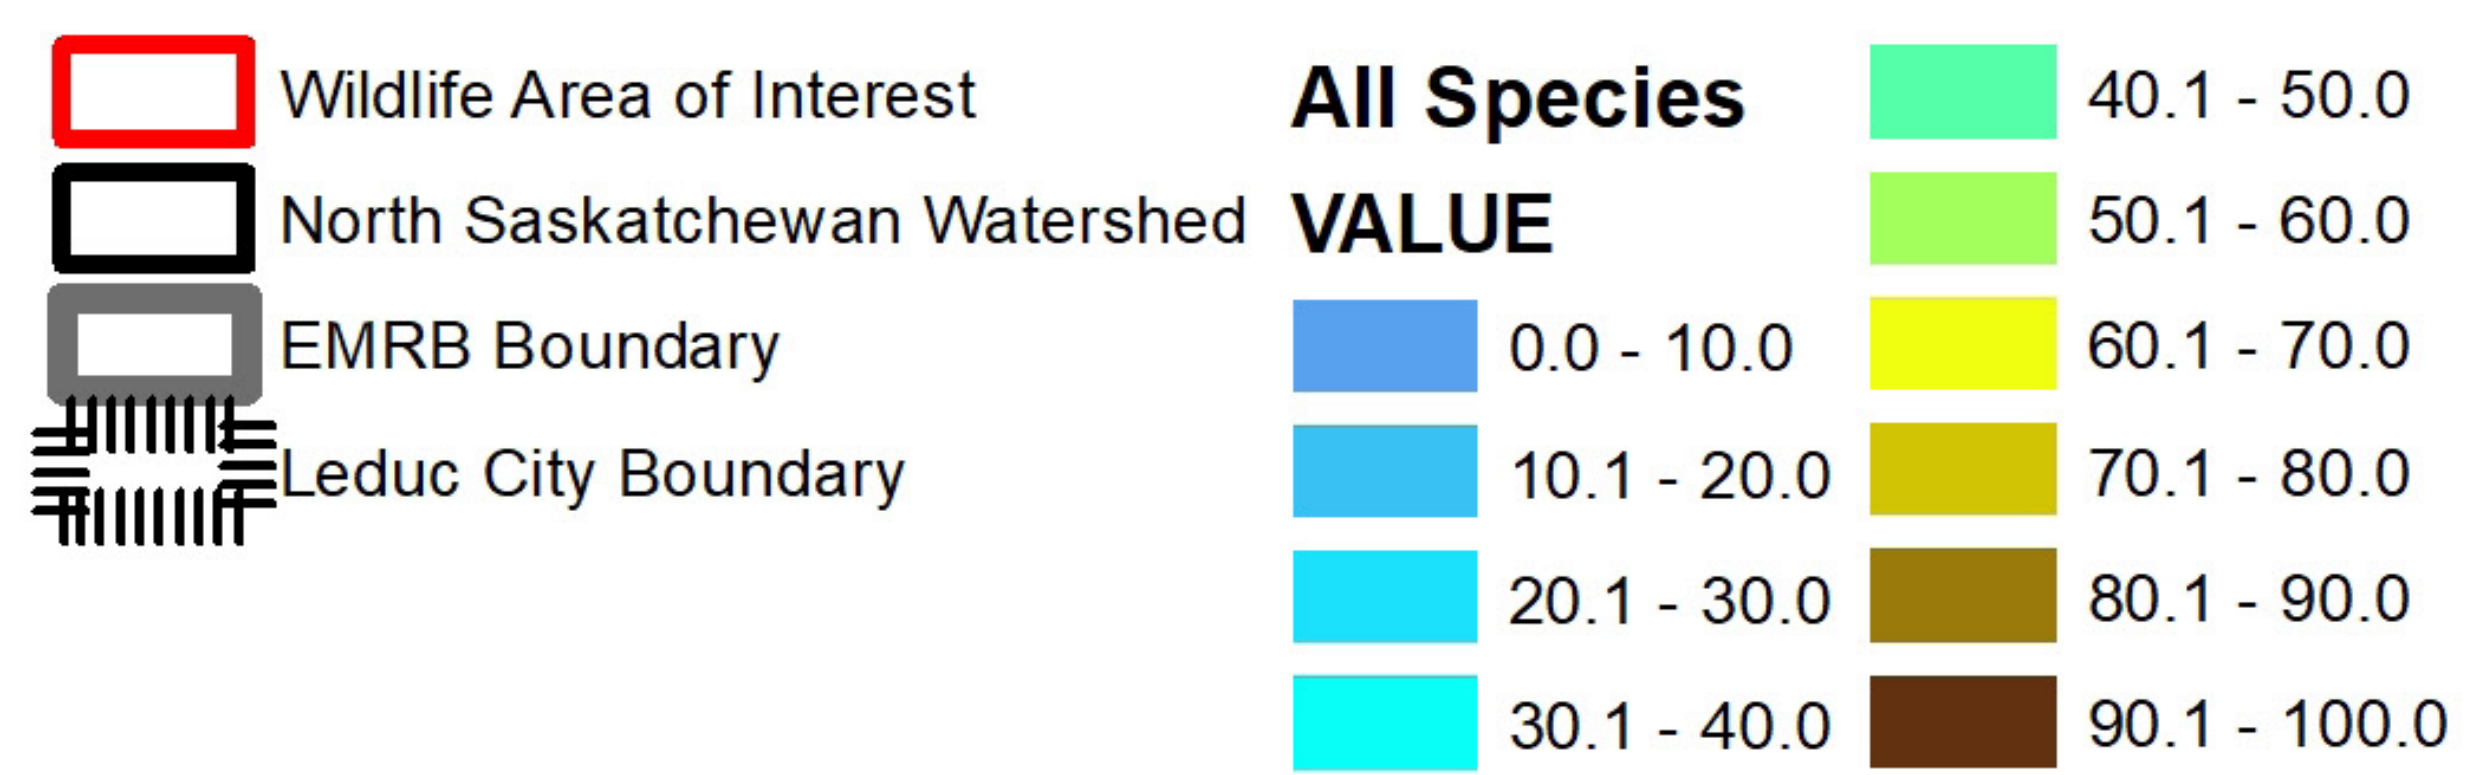 Wildlife Area of Interest
North Saskatchewan Watershed
EMRB Boundary
Leduc City Boundary
All Species
VALUE
0.0 - 10.0
10.1 - 20.0
20.1 - 30.0
30.1 - 40.0
40.1 - 50.0
50.1 - 60.0
60.1 - 70.0
70.1 - 80.0
80.1 - 90.0
90.1 - 100.0